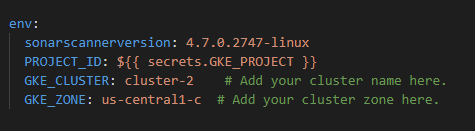 env:
  sonarscannerversion: 4.7.0.2747-linux
  PROJECT_ID: ${{ secrets.GKE_PROJECT }}
  GKE_CLUSTER: cluster-2    # Add your cluster name here.
  GKE_ZONE: us-central1-c  # Add your cluster zone here.